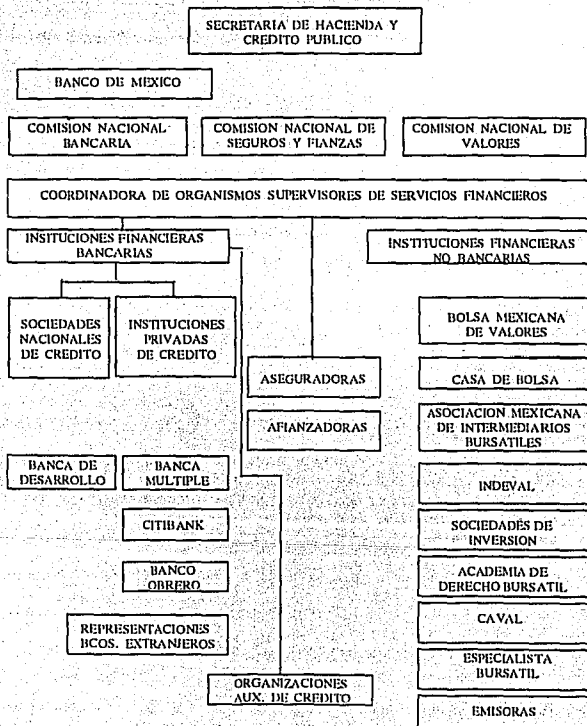 SECRETARIA DE HACIENDA Y
CREDITO PUBLICO
BANCO DE MEXICO
COMISION NACIONAL
BANCARIA
COMISION NACIONAL DE
SEGUROS Y FIANZAS
COMISION NACIONAL DE
VALORES
COORDINADORA DE ORGANISMOS SUPERVISORES DE SERVICIOS FINANCIEROS
INSITUCIONES FINANCIERAS
BANCARIAS
INSTITUCIONES FINANCIERAS
NO BANCARIAS
SOCIEDADES
NACIONALES
DE CREDITO
INSTITUCIONES
PRIVADAS
DE CREDITO
ASEGURADORAS
AFIANZADORAS
BANCA DE
DESARROLLO
BANCA
MULTIPLE
CITIBANK
BANCO
OBRERO
REPRESENTACIONES
BCOS. EXTRANJEROS
ORGANIZACIONES
AUX. DE CREDITO
BOLSA MEXICANA
DE VALORES
CASA DE BOLSA
ASOCIACION MEXICANA
DE INTERMEDIARIOS
BURSATILES
INDEVAL
SOCIEDADES DE
INVERSION
ACADEMIA DE
DERECHO BURSATIL
CAVAL
ESPECIALISTA
BURSATIL
EMISORAS